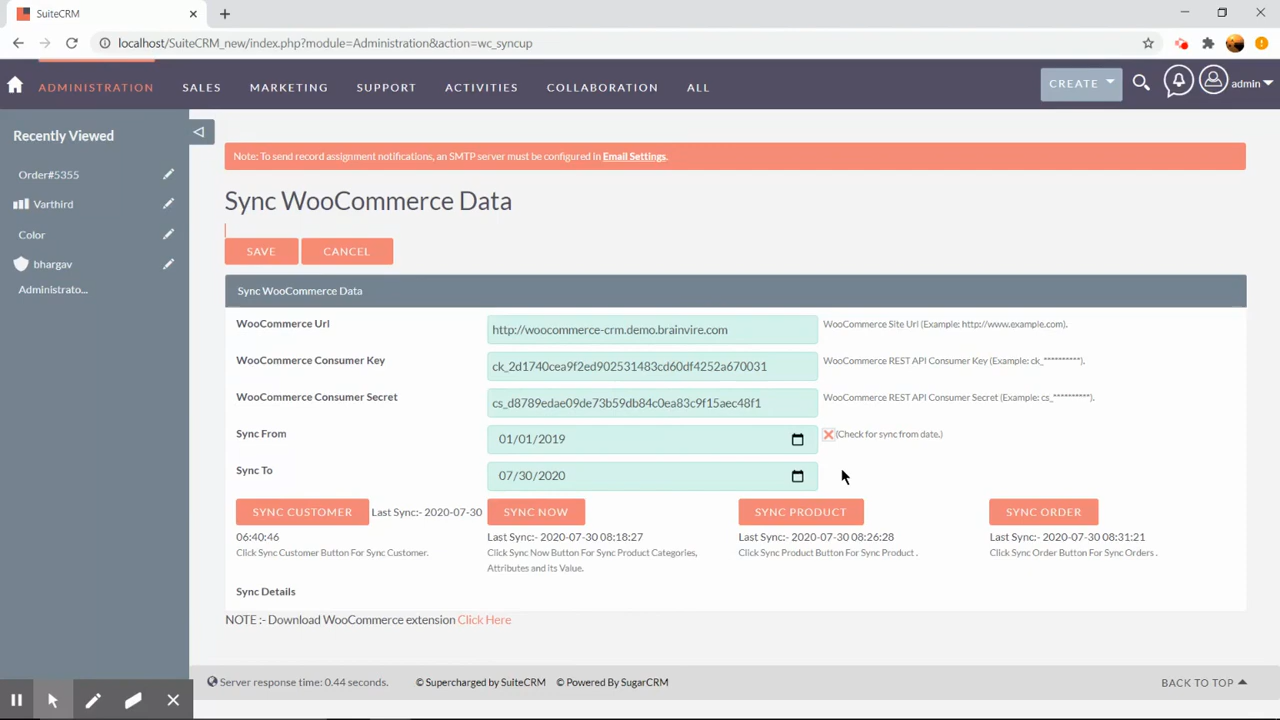 SuiteCRM
localhost/SuiteCRM_new/index.php?module=Administration&action=wc_syncup
ADMINISTRATION SALES MARKETING SUPPORT ACTIVITIES COLLABORATION ALL CREATE admin
Recently Viewed
Order#5355
Varthird
Color
bhargav
Administrato...
Note: To send record assignment notifications, an SMTP server must be configured in Email Settings.
Sync WooCommerce Data
SAVE CANCEL
Sync WooCommerce Data
WooCommerce Url http://woocommerce-crm.demo.brainvire.com WooCommerce Site Url (Example: http://www.example.com).
WooCommerce Consumer Key ck_2d1740cea9f2ed902531483cd60df4252a670031 WooCommerce REST API Consumer Key (Example: ck_**********).
WooCommerce Consumer Secret cs_d8789edae09de73b59db84c0ea83c9f15aec48f1 WooCommerce REST API Consumer Secret (Example: cs_**********).
Sync From 01/01/2019 (Check for sync from date.)
Sync To 07/30/2020
SYNC CUSTOMER Last Sync:- 2020-07-30 SYNC NOW SYNC PRODUCT SYNC ORDER
06:40:46 Last Sync:- 2020-07-30 08:18:27 Last Sync:- 2020-07-30 08:26:28 Last Sync:- 2020-07-30 08:31:21
Click Sync Customer Button For Sync Customer. Click Sync Now Button For Sync Product Categories, Click Sync Product Button For Sync Product . Click Sync Order Button For Sync Orders .
Attributes and its Value.
Sync Details
NOTE :- Download WooCommerce extension Click Here
Server response time: 0.44 seconds. © Supercharged by SuiteCRM © Powered By SugarCRM BACK TO TOP